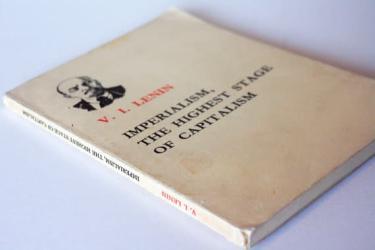 V. I. LENIN
IMPERIALISM,
THE HIGHEST STAGE
OF CAPITALISM
V. I. LENIN IMPERIALISM, THE HIGHEST STAGE OF CAPITALISM